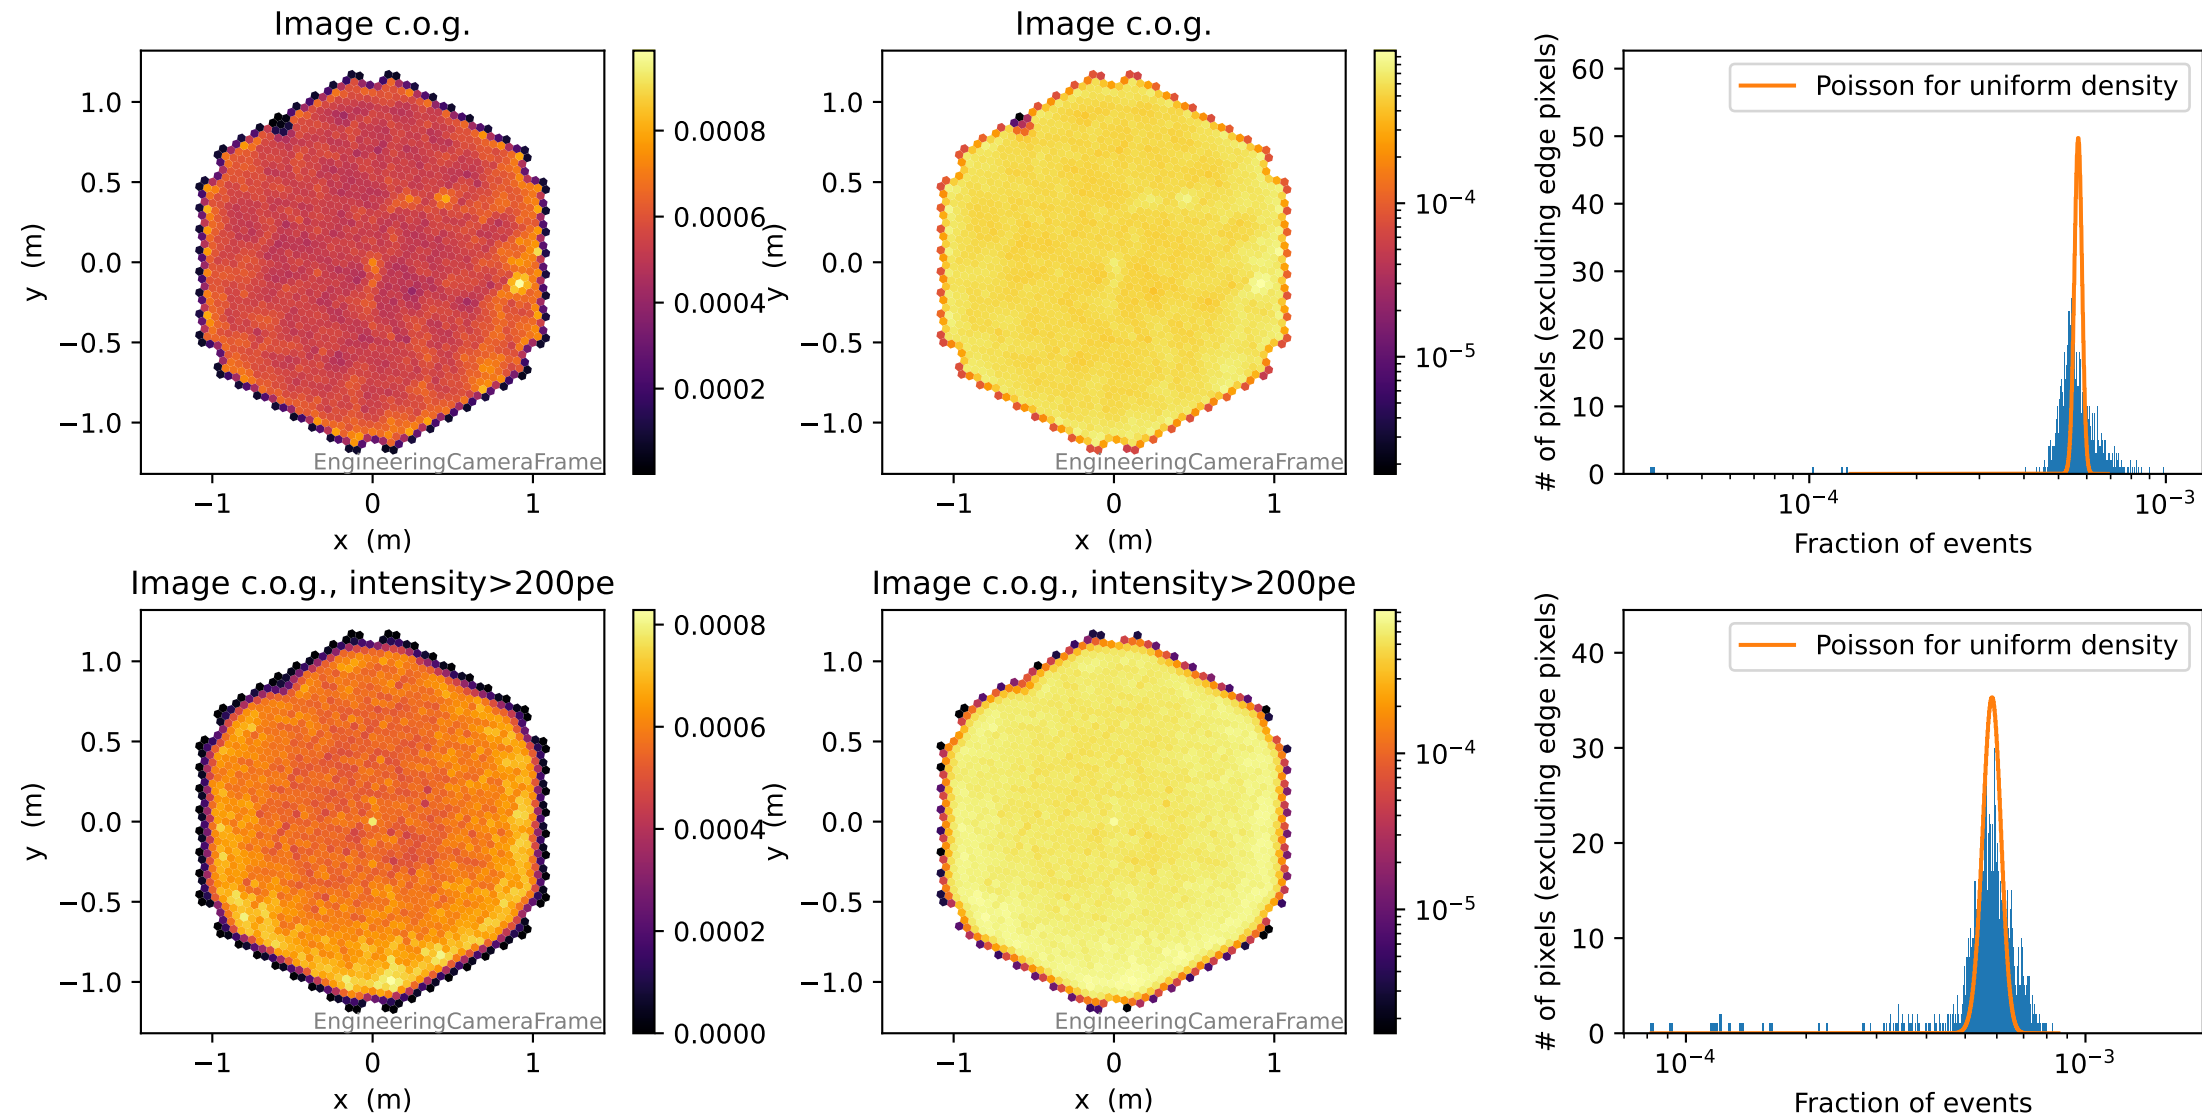 Image c.o.g.
1.0
0.5
0.0
−0.5
−1.0
y (m)
−1
0
1
x (m)
EngineeringCameraFrame
0.0008
0.0006
0.0004
0.0002
Image c.o.g.
1.0
0.5
0.0
−0.5
−1.0
y (m)
−1
0
1
x (m)
EngineeringCameraFrame
10⁻⁴
10⁻⁵
Poisson for uniform density
# of pixels (excluding edge pixels)
60
50
40
30
20
10
0
10⁻⁴
10⁻³
Fraction of events
Image c.o.g., intensity>200pe
1.0
0.5
0.0
−0.5
−1.0
y (m)
−1
0
1
x (m)
EngineeringCameraFrame
0.0008
0.0006
0.0004
0.0002
0.0000
Image c.o.g., intensity>200pe
1.0
0.5
0.0
−0.5
−1.0
y (m)
−1
0
1
x (m)
EngineeringCameraFrame
10⁻⁴
10⁻⁵
Poisson for uniform density
# of pixels (excluding edge pixels)
40
30
20
10
0
10⁻⁴
10⁻³
Fraction of events